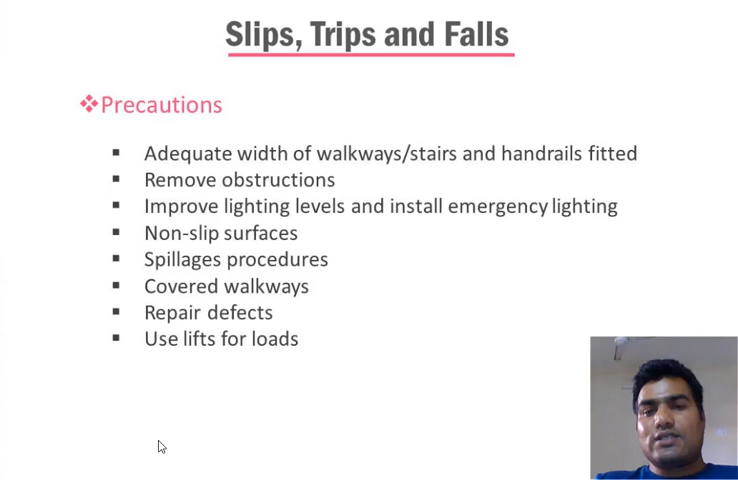 Slips, Trips and Falls
❖Precautions
▪ Adequate width of walkways/stairs and handrails fitted
▪ Remove obstructions
▪ Improve lighting levels and install emergency lighting
▪ Non-slip surfaces
▪ Spillages procedures
▪ Covered walkways
▪ Repair defects
▪ Use lifts for loads